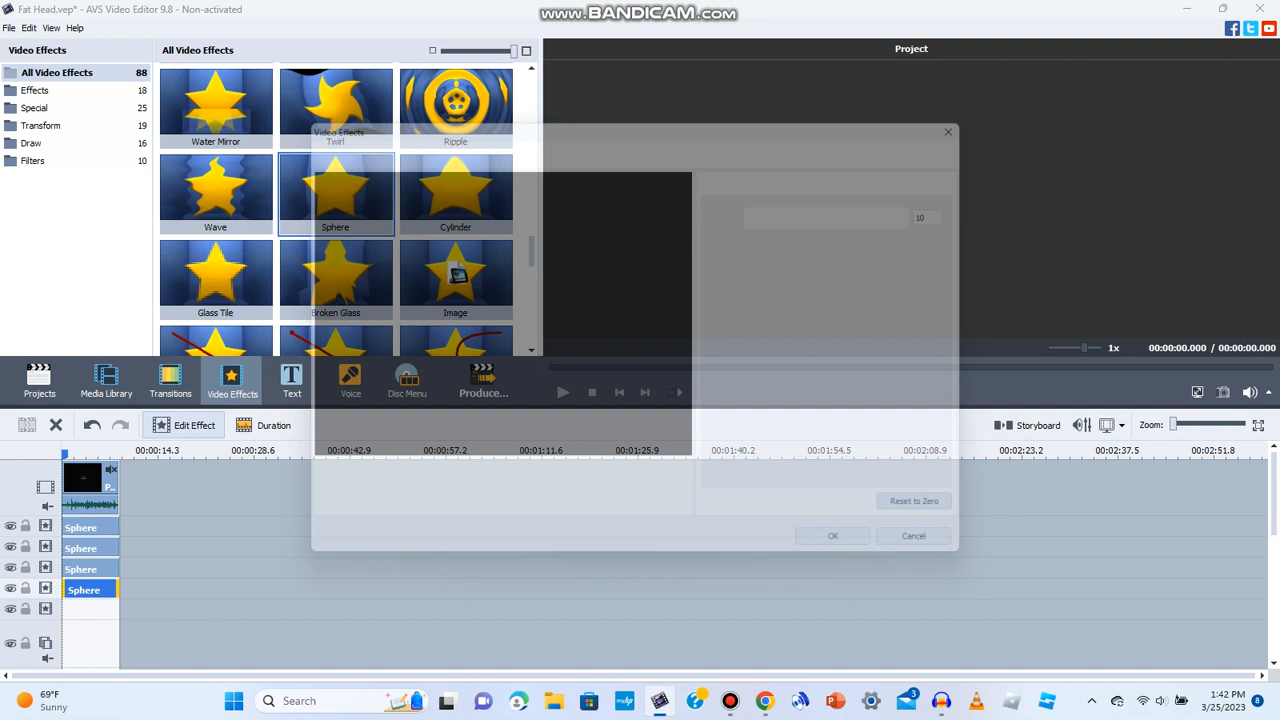 Fat Head.vep* - AVS Video Editor 9.8 - Non-activated
WWW.BANDICAM.COM
File Edit View Help
Video Effects
All Video Effects
Project
All Video Effects 88
Effects 18
Special 25
Transform 19
Draw 16
Filters 10
Water Mirror
Twirl
Ripple
Wave
Sphere
Cylinder
Glass Tile
Broken Glass
Image
Video Effects
10
Reset to Zero
OK
Cancel
1x
00:00:00.000 / 00:00:00.000
Projects
Media Library
Transitions
Video Effects
Text
Voice
Disc Menu
Produce...
Edit Effect
Duration
Storyboard
Zoom:
00:00:14.3
00:00:28.6
00:00:42.9
00:00:57.2
00:01:11.6
00:01:25.9
00:01:40.2
00:01:54.5
00:02:08.9
00:02:23.2
00:02:37.5
00:02:51.8
P..
Sphere
Sphere
Sphere
Sphere
69°F
Sunny
Search
3
1:42 PM
3/25/2023
8